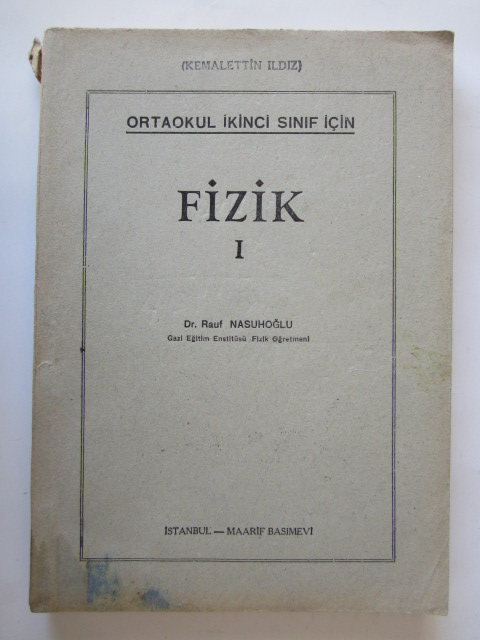 (KEMALETTİN ILDIZ)
ORTAOKUL İKİNCİ SINIF İÇİN
FİZİK
I
Dr. Rauf NASUHOĞLU
Gazi Eğitim Enstitüsü Fizik Öğretmeni
İSTANBUL — MAARİF BASIMEVİ